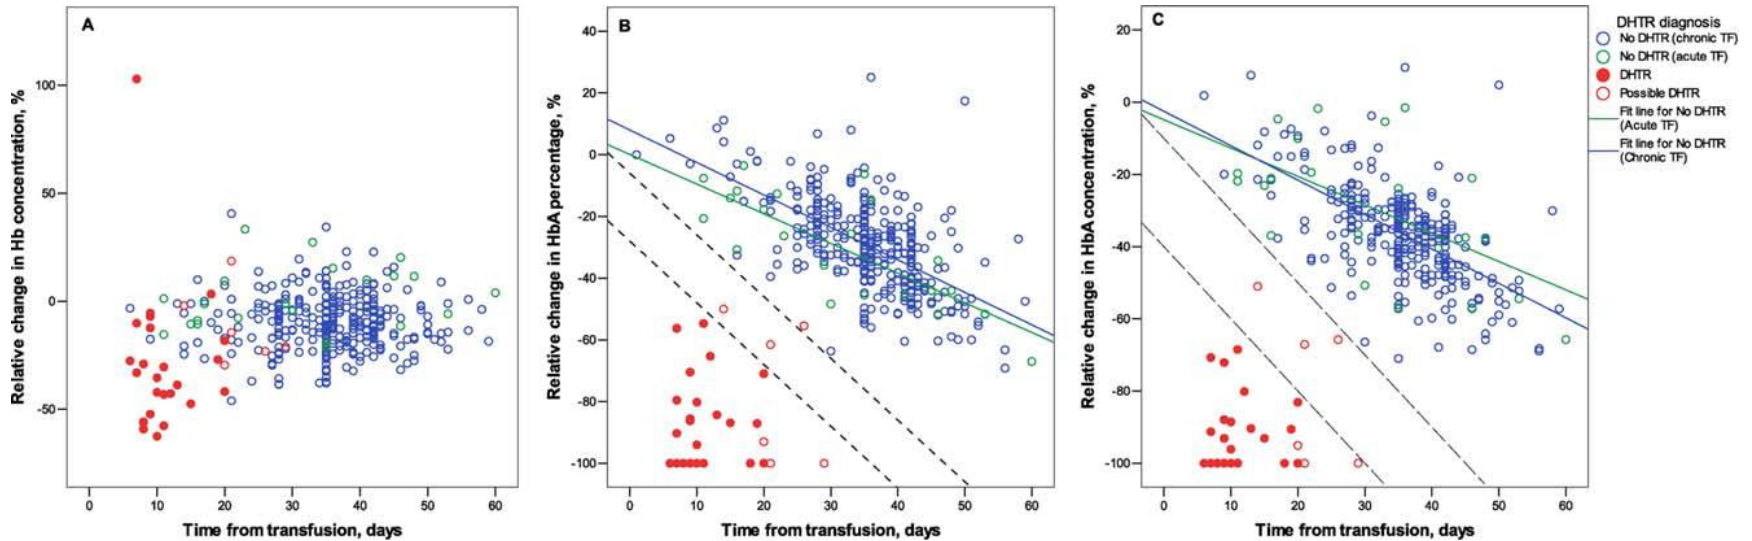 A
Relative change in Hb concentration, %
100
50
0
-50
0 10 20 30 40 50 60
Time from transfusion, days
B
Relative change in HbA percentage, %
40
20
0
-20
-40
-60
-80
-100
0 10 20 30 40 50 60
Time from transfusion, days
C
Relative change in HbA concentration, %
20
0
-20
-40
-60
-80
-100
0 10 20 30 40 50 60
Time from transfusion, days
DHTR diagnosis
No DHTR (chronic TF)
No DHTR (acute TF)
DHTR
Possible DHTR
Fit line for No DHTR
(Acute TF)
Fit line for No DHTR
(Chronic TF)